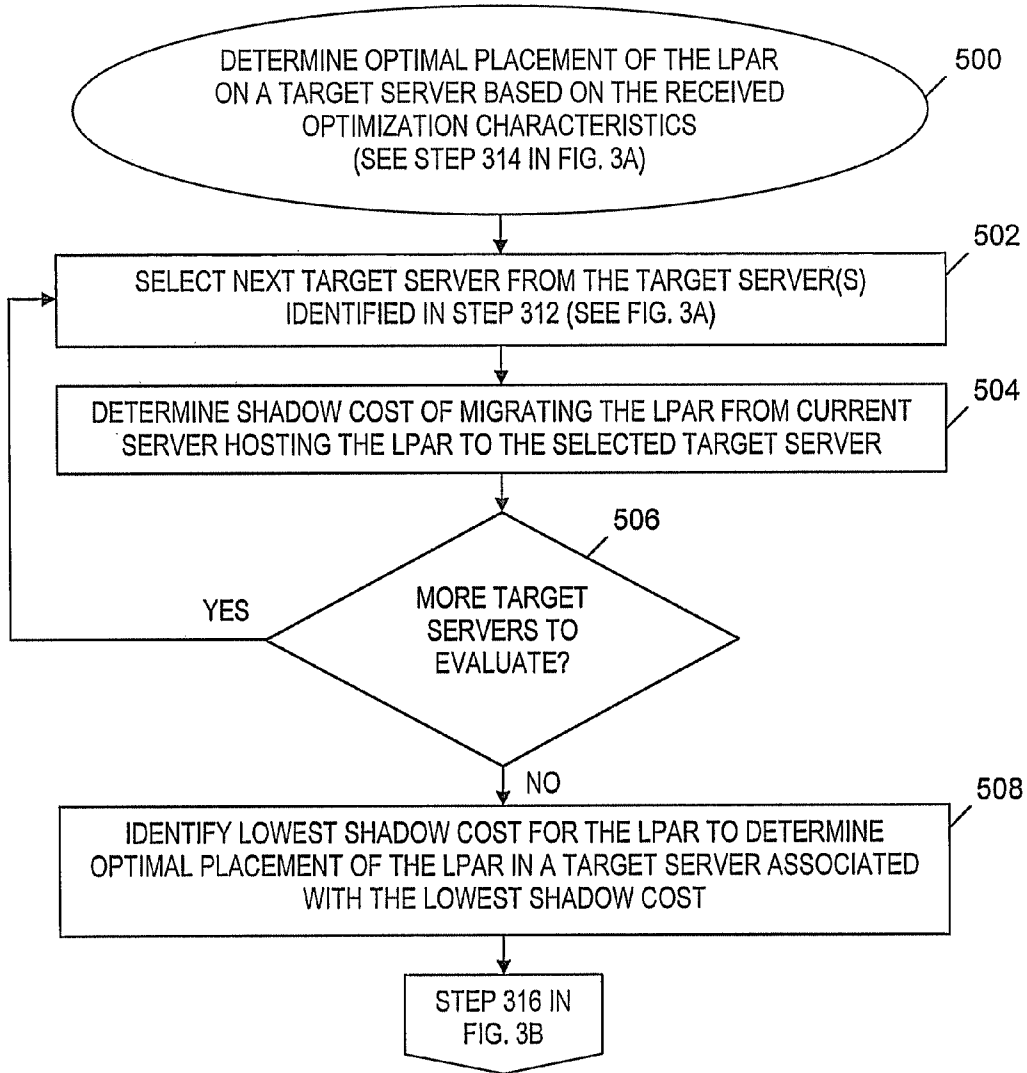 DETERMINE OPTIMAL PLACEMENT OF THE LPAR
ON A TARGET SERVER BASED ON THE RECEIVED
OPTIMIZATION CHARACTERISTICS
(SEE STEP 314 IN FIG. 3A)
500
SELECT NEXT TARGET SERVER FROM THE TARGET SERVER(S)
IDENTIFIED IN STEP 312 (SEE FIG. 3A)
502
DETERMINE SHADOW COST OF MIGRATING THE LPAR FROM CURRENT
SERVER HOSTING THE LPAR TO THE SELECTED TARGET SERVER
504
506
MORE TARGET
SERVERS TO
EVALUATE?
YES
NO
508
IDENTIFY LOWEST SHADOW COST FOR THE LPAR TO DETERMINE
OPTIMAL PLACEMENT OF THE LPAR IN A TARGET SERVER ASSOCIATED
WITH THE LOWEST SHADOW COST
STEP 316 IN
FIG. 3B